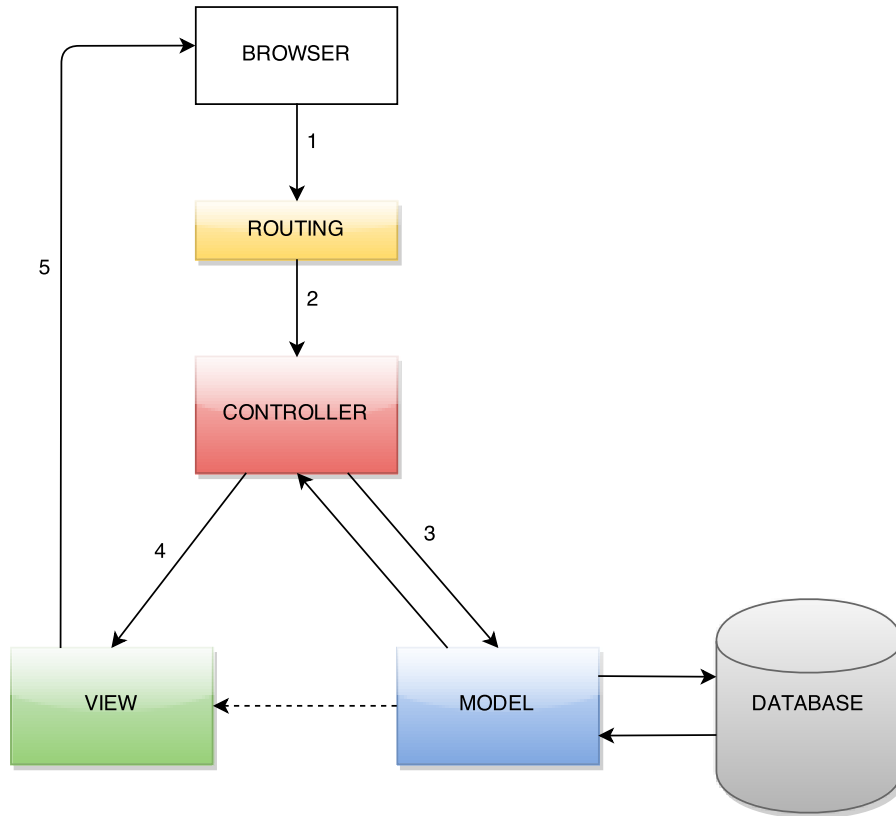 BROWSER
1
ROUTING
5
2
CONTROLLER
3
4
VIEW
MODEL
DATABASE